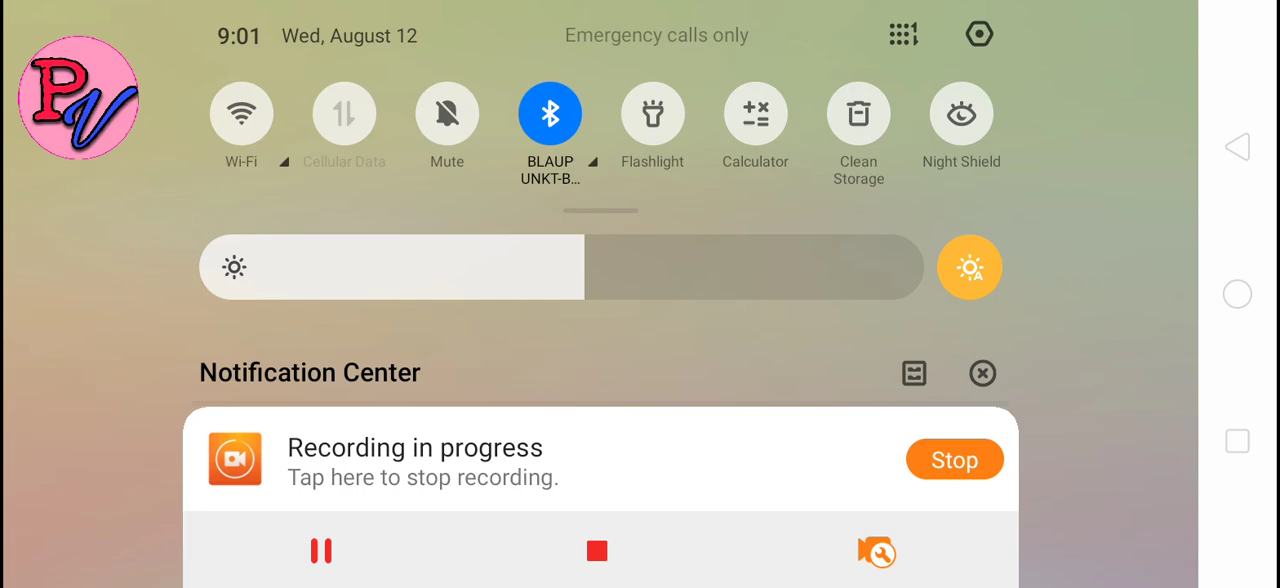 PV
9:01 Wed, August 12 Emergency calls only
Wi-Fi Cellular Data Mute BLAUP UNKT-B... Flashlight Calculator Clean Storage Night Shield
Notification Center
Recording in progress
Tap here to stop recording.
Stop